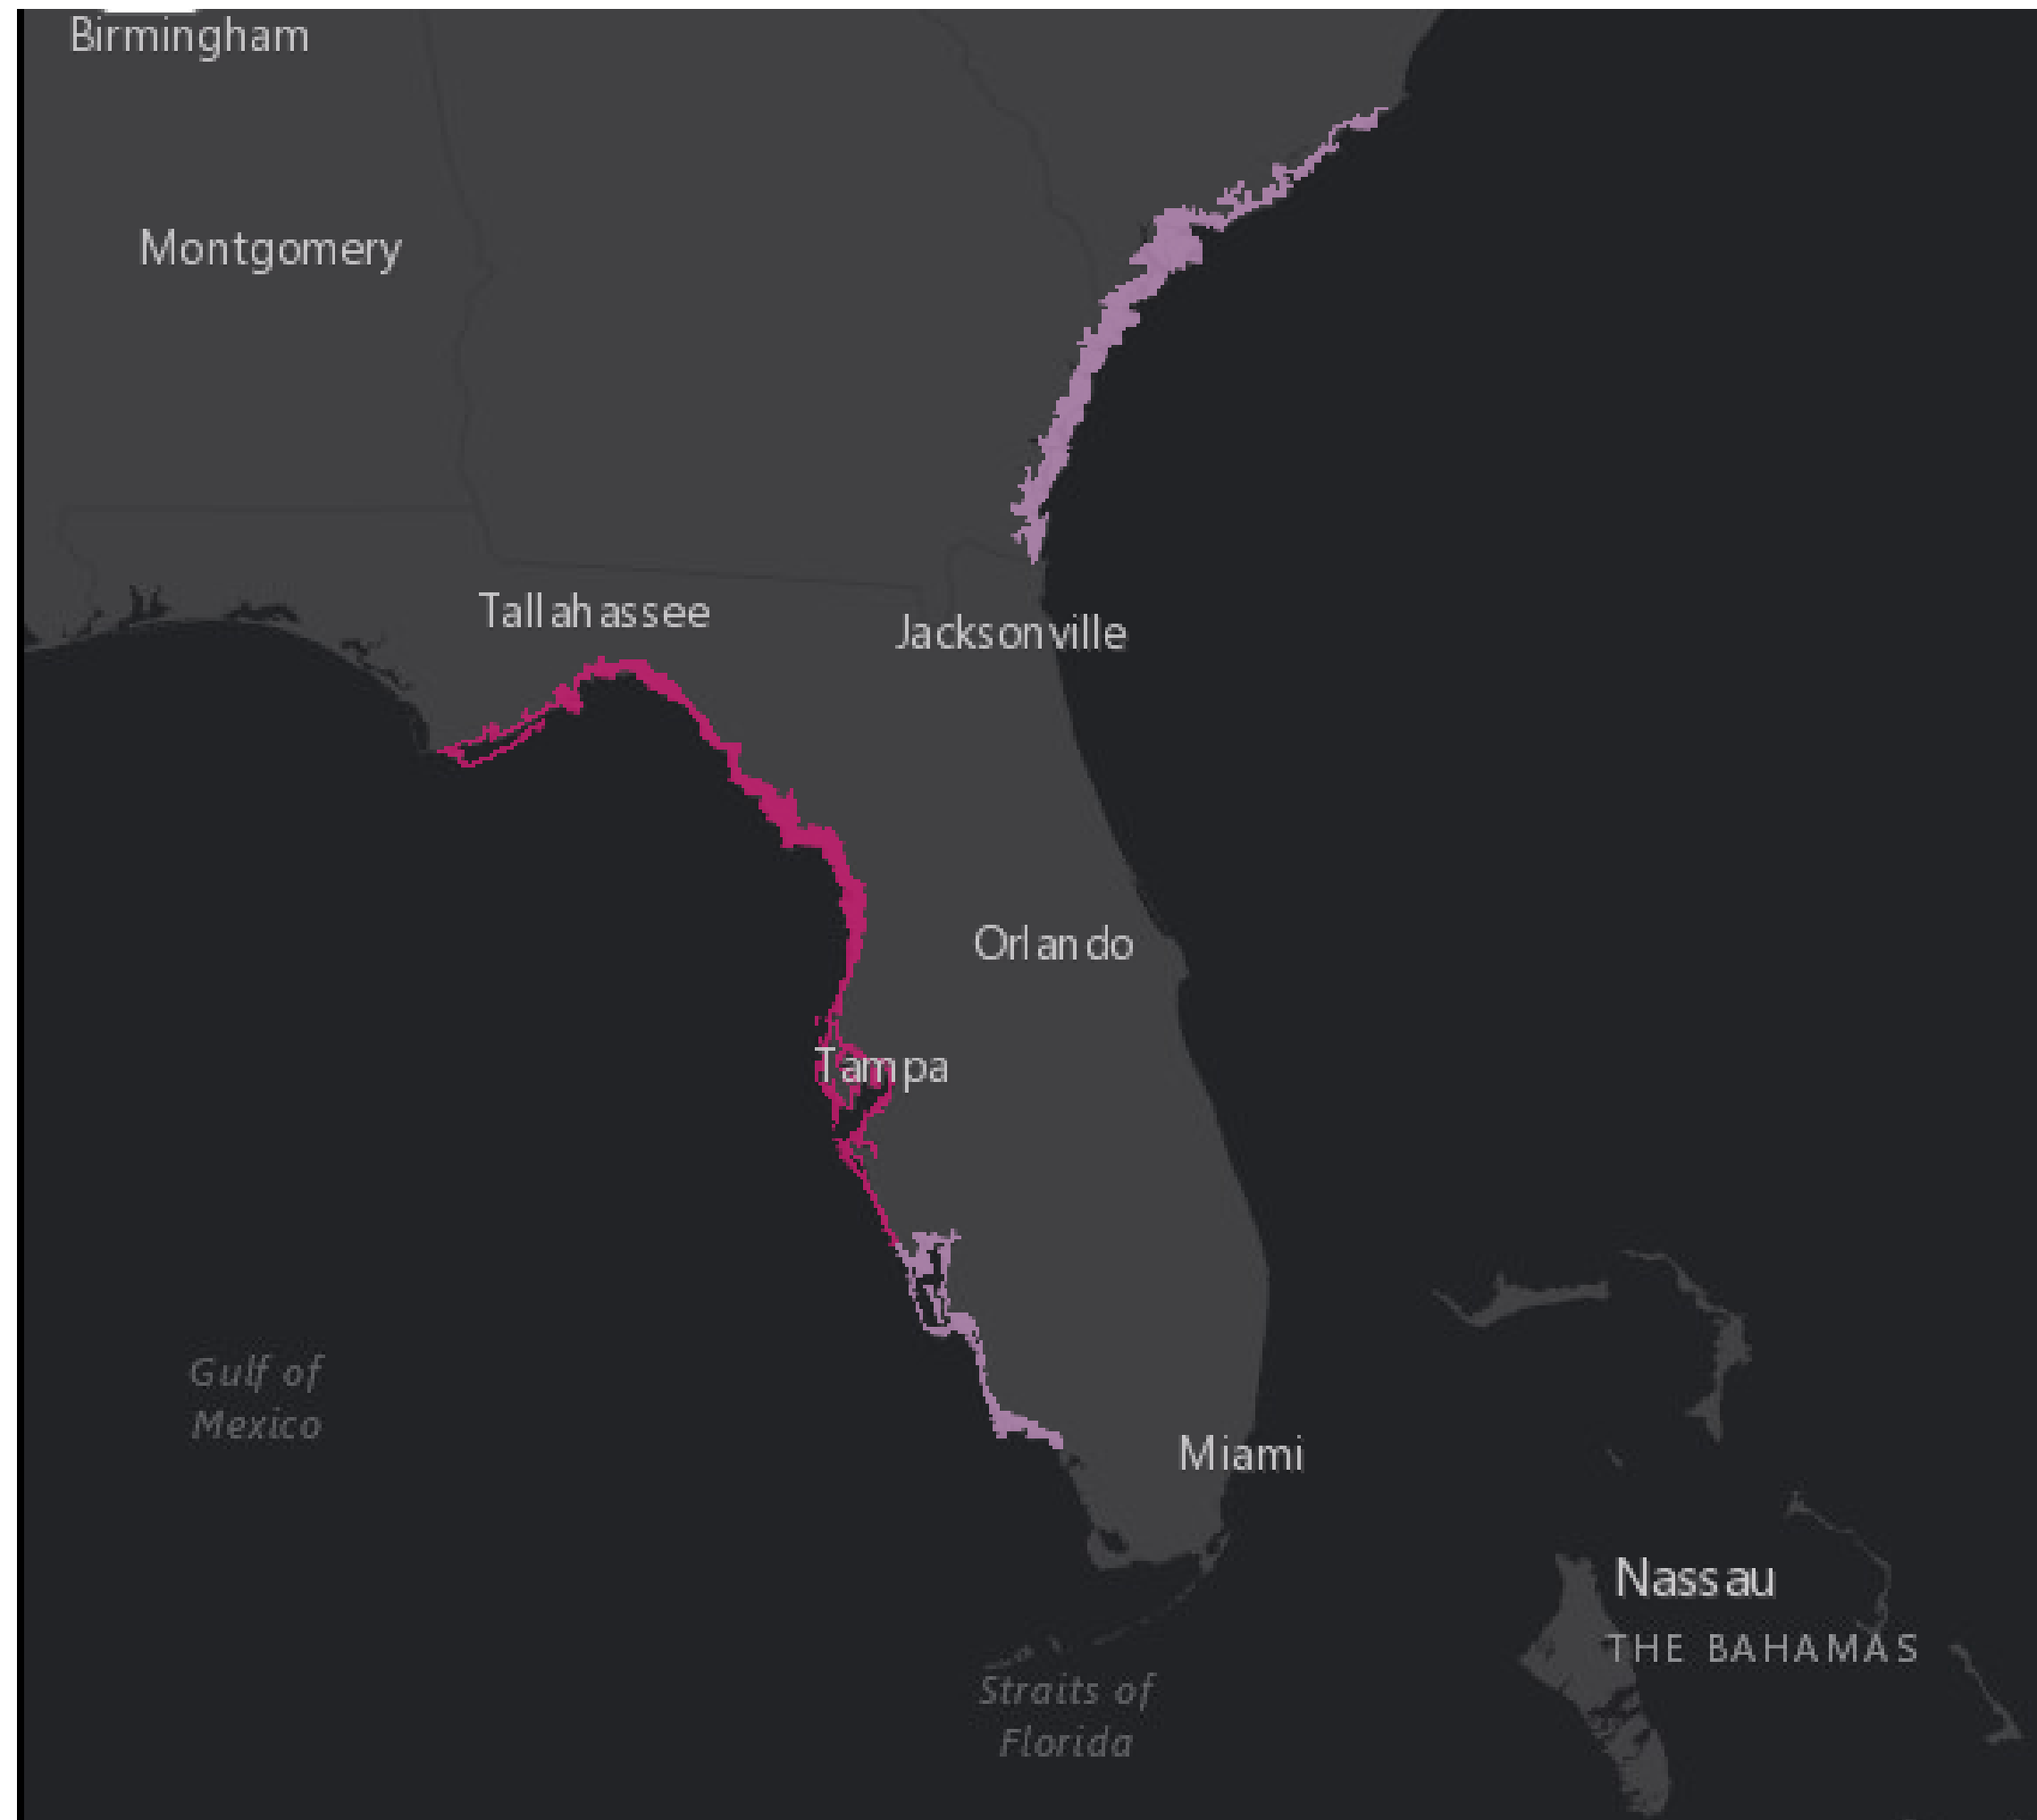 Birmingham
Montgomery
Tallahassee
Jacksonville
Orlando
Tampa
Gulf of
Mexico
Miami
Nassau
THE BAHAMAS
Straits of
Florida